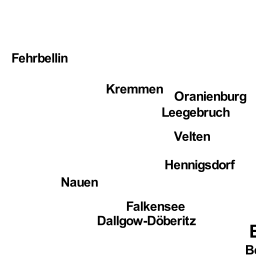 Fehrbellin
Kremmen
Oranienburg
Leegebruch
Velten
Hennigsdorf
Nauen
Falkensee
Dallgow-Döberitz